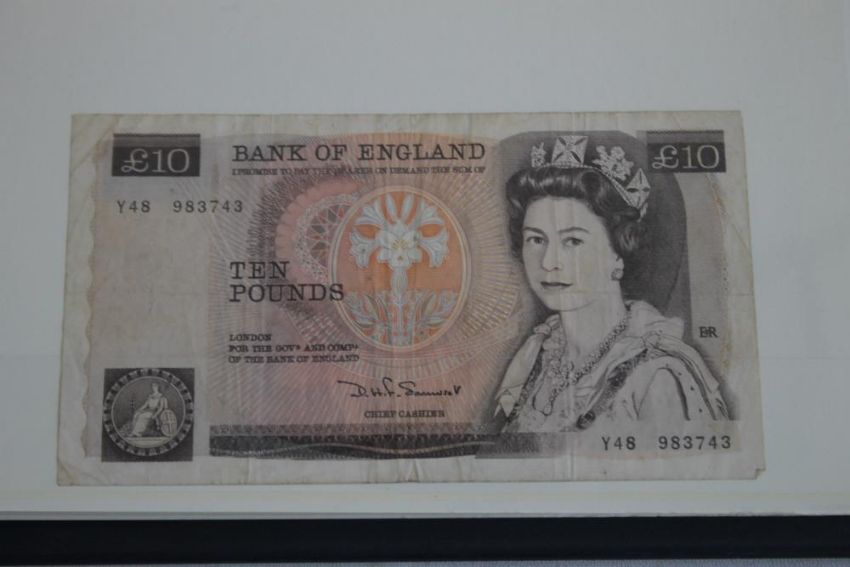 £10
BANK OF ENGLAND
£10
I PROMISE TO PAY THE BEARER ON DEMAND THE SUM OF
Y48 983743
TEN
POUNDS
LONDON
FOR THE GOVR AND COMPA
OF THE BANK OF ENGLAND
CHIEF CASHIER
EIIR
Y48 983743